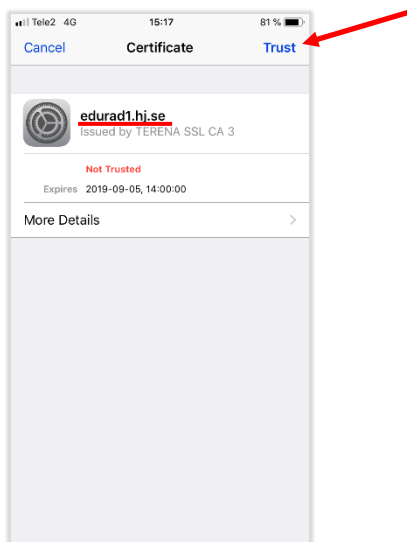 Tele2 4G 15:17 81 %
Cancel Certificate Trust
edurad1.hj.se
Issued by TERENA SSL CA 3
Not Trusted
Expires 2019-09-05, 14:00:00
More Details